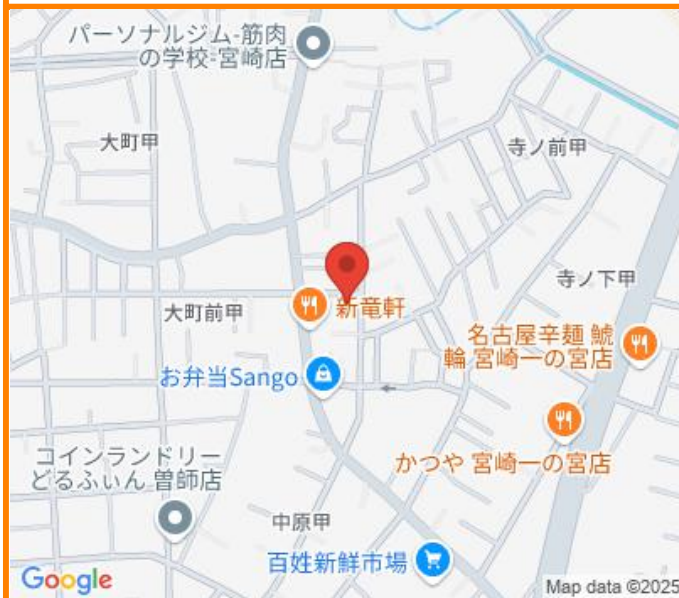 パーソナルジム-筋肉
の学校-宮崎店
大町甲
寺ノ前甲
寺ノ下甲
大町前甲
新竜軒
名古屋辛麺 鯱
輪 宮崎一の宮店
お弁当Sango
かつや 宮崎一の宮店
コインランドリー
どるふぃん 曽師店
中原甲
百姓新鮮市場
Google
Map data ©2025